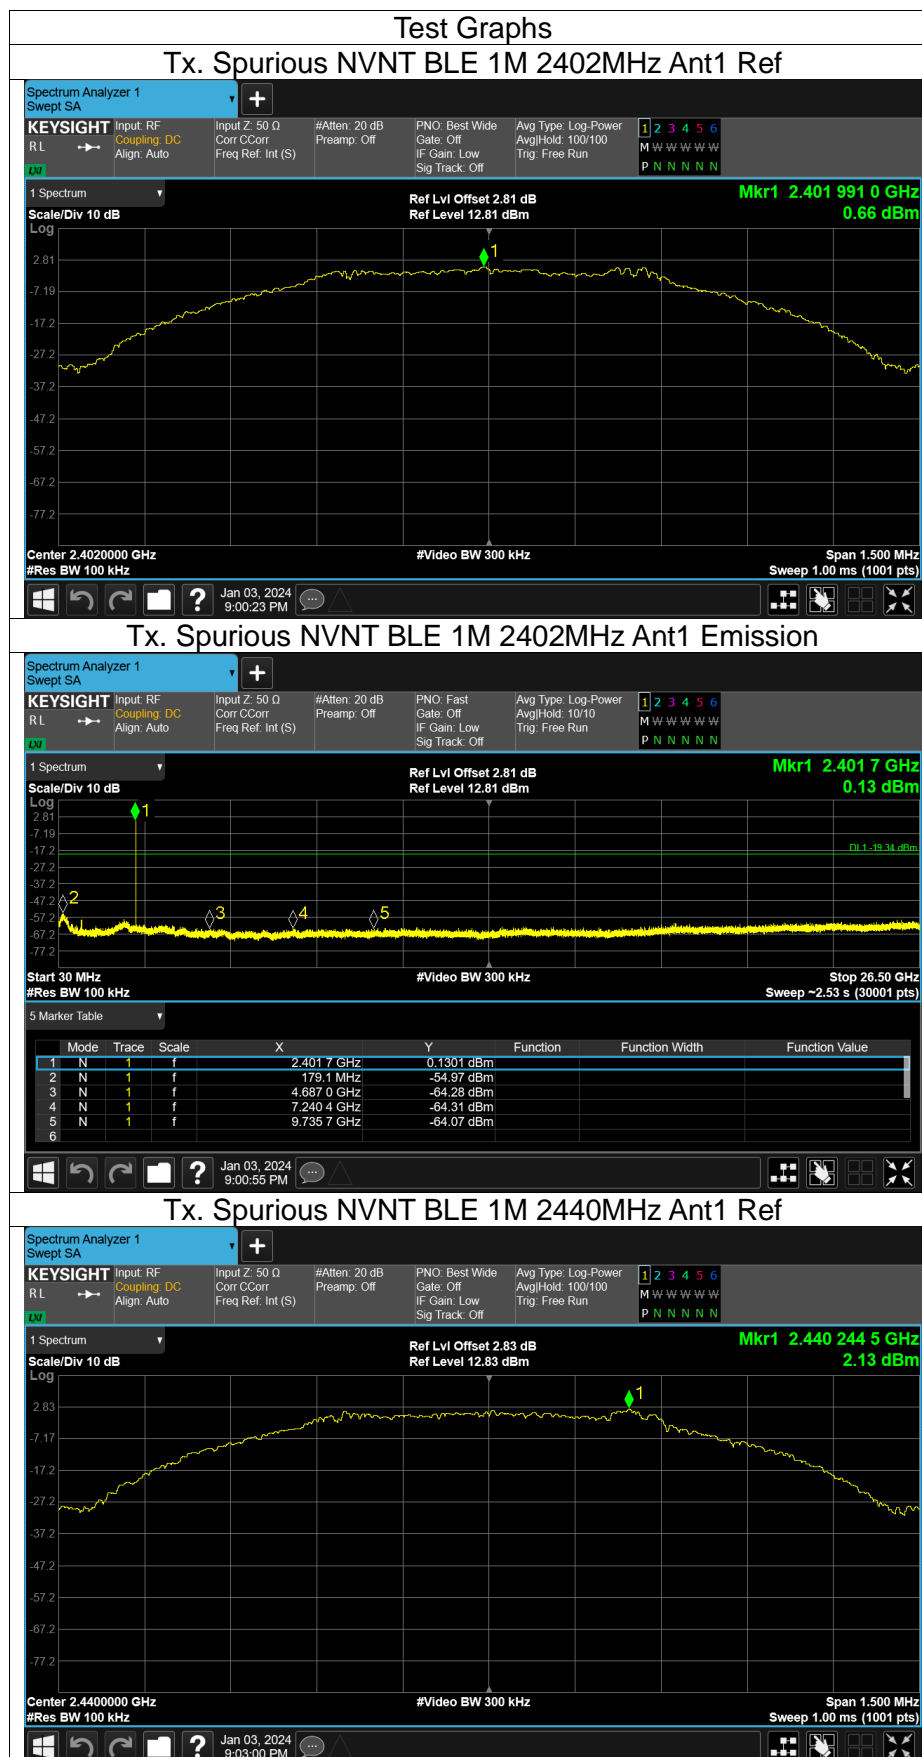 Test Graphs
Tx. Spurious NVNT BLE 1M 2402MHz Ant1 Ref
Spectrum Analyzer 1
Swept SA
KEYSIGHT Input: RF Input Z: 50 Ω #Atten: 20 dB PNO: Best Wide Avg Type: Log-Power 1 2 3 4 5 6
RL Coupling: DC Corr CCorr Preamp: Off Gate: Off Avg|Hold: 100/100 M W W W W W
Align: Auto Freq Ref: Int (S) IF Gain: Low Trig: Free Run
LXI Sig Track: Off P N N N N N
1 Spectrum Ref Lvl Offset 2.81 dB Mkr1 2.401 991 0 GHz
Scale/Div 10 dB Ref Level 12.81 dBm 0.66 dBm
Log
1
2.81
-7.19
-17.2
-27.2
-37.2
-47.2
-57.2
-67.2
-77.2
Center 2.4020000 GHz #Video BW 300 kHz Span 1.500 MHz
#Res BW 100 kHz Sweep 1.00 ms (1001 pts)
Jan 03, 2024
9:00:23 PM
Tx. Spurious NVNT BLE 1M 2402MHz Ant1 Emission
Spectrum Analyzer 1
Swept SA
KEYSIGHT Input: RF Input Z: 50 Ω #Atten: 20 dB PNO: Fast Avg Type: Log-Power 1 2 3 4 5 6
RL Coupling: DC Corr CCorr Preamp: Off Gate: Off Avg|Hold: 10/10 M W W W W W
Align: Auto Freq Ref: Int (S) IF Gain: Low Trig: Free Run
LXI Sig Track: Off P N N N N N
1 Spectrum Ref Lvl Offset 2.81 dB Mkr1 2.401 7 GHz
Scale/Div 10 dB Ref Level 12.81 dBm 0.13 dBm
Log
1
2.81
-7.19
-17.2 DL1 -19.34 dBm
-27.2
-37.2
-47.2 2
-57.2 3 4 5
-67.2
-77.2
Start 30 MHz #Video BW 300 kHz Stop 26.50 GHz
#Res BW 100 kHz Sweep ~2.53 s (30001 pts)
5 Marker Table
Mode Trace Scale X Y Function Function Width Function Value
1 N 1 f 2.401 7 GHz 0.1301 dBm
2 N 1 f 179.1 MHz -54.97 dBm
3 N 1 f 4.687 0 GHz -64.28 dBm
4 N 1 f 7.240 4 GHz -64.31 dBm
5 N 1 f 9.735 7 GHz -64.07 dBm
6
Jan 03, 2024
9:00:55 PM
Tx. Spurious NVNT BLE 1M 2440MHz Ant1 Ref
Spectrum Analyzer 1
Swept SA
KEYSIGHT Input: RF Input Z: 50 Ω #Atten: 20 dB PNO: Best Wide Avg Type: Log-Power 1 2 3 4 5 6
RL Coupling: DC Corr CCorr Preamp: Off Gate: Off Avg|Hold: 100/100 M W W W W W
Align: Auto Freq Ref: Int (S) IF Gain: Low Trig: Free Run
LXI Sig Track: Off P N N N N N
1 Spectrum Ref Lvl Offset 2.83 dB Mkr1 2.440 244 5 GHz
Scale/Div 10 dB Ref Level 12.83 dBm 2.13 dBm
Log
1
2.83
-7.17
-17.2
-27.2
-37.2
-47.2
-57.2
-67.2
-77.2
Center 2.4400000 GHz #Video BW 300 kHz Span 1.500 MHz
#Res BW 100 kHz Sweep 1.00 ms (1001 pts)
Jan 03, 2024
9:03:00 PM